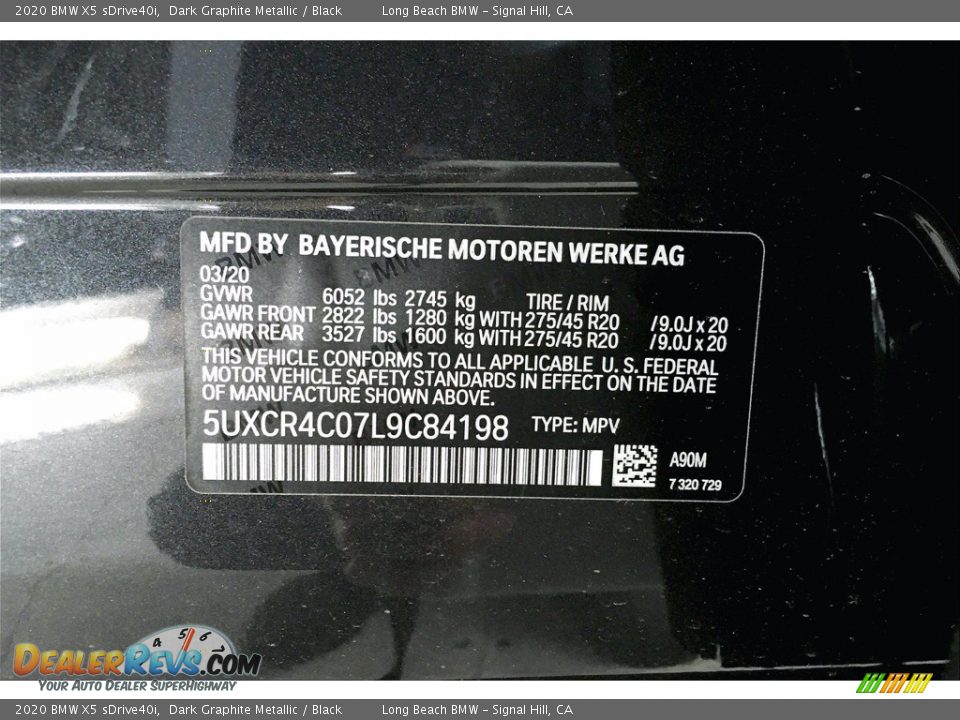 2020 BMW X5 sDrive40i, Dark Graphite Metallic / Black Long Beach BMW - Signal Hill, CA
MFD BY BAYERISCHE MOTOREN WERKE AG
03/20
GVWR 6052 lbs 2745 kg TIRE / RIM
GAWR FRONT 2822 lbs 1280 kg WITH 275/45 R20 /9.0J x 20
GAWR REAR 3527 lbs 1600 kg WITH 275/45 R20 /9.0J x 20
THIS VEHICLE CONFORMS TO ALL APPLICABLE U. S. FEDERAL
MOTOR VEHICLE SAFETY STANDARDS IN EFFECT ON THE DATE
OF MANUFACTURE SHOWN ABOVE.
5UXCR4C07L9C84198 TYPE: MPV
A90M
7 320 729
4 5 6
DEALERREVS.COM
YOUR AUTO DEALER SUPERHIGHWAY
2020 BMW X5 sDrive40i, Dark Graphite Metallic / Black Long Beach BMW - Signal Hill, CA